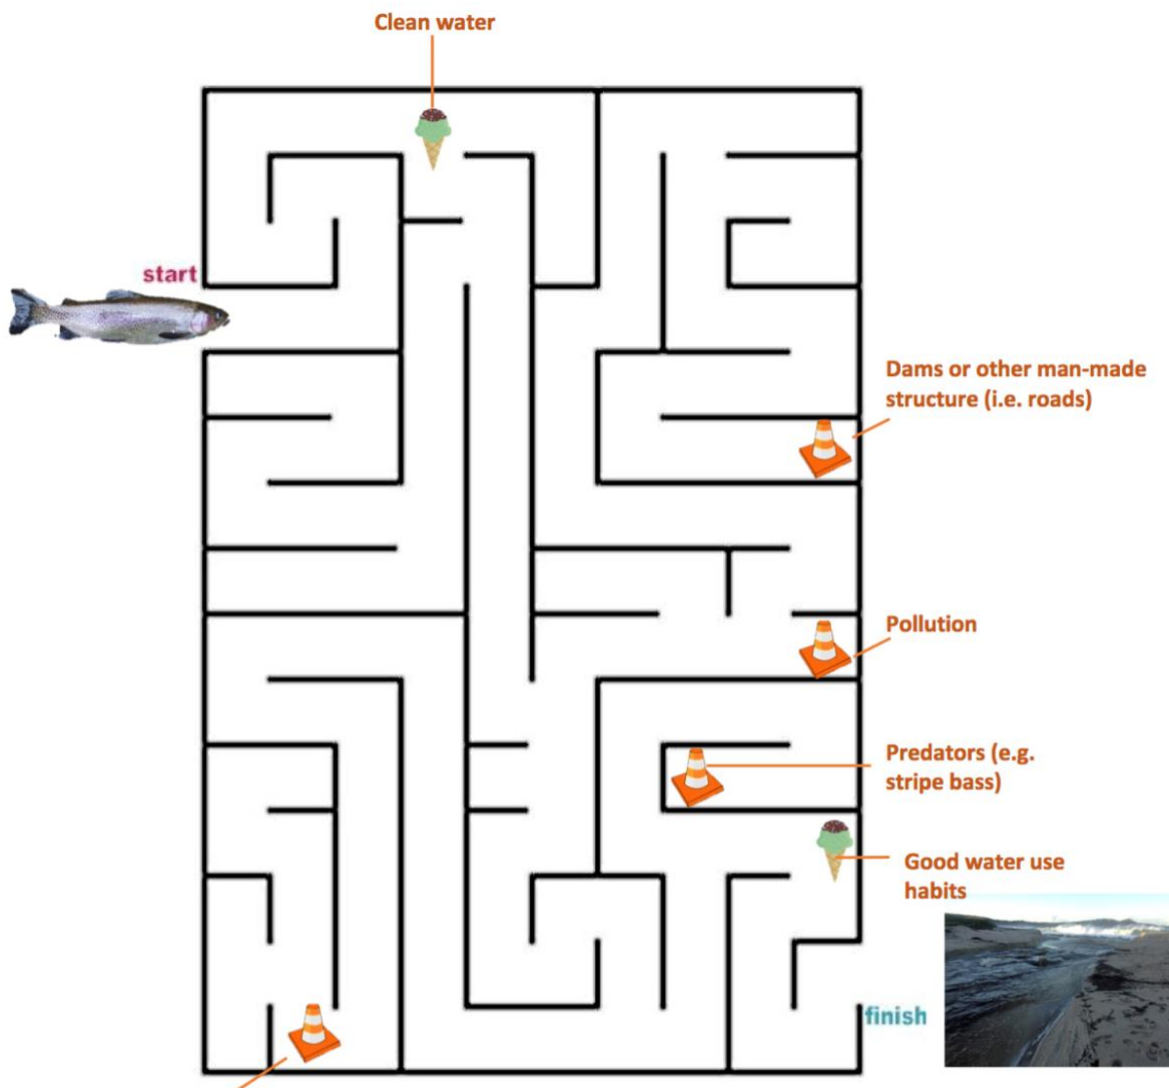 Clean water
start
Dams or other man-made
structure (i.e. roads)
Pollution
Predators (e.g.
stripe bass)
Good water use
habits
finish